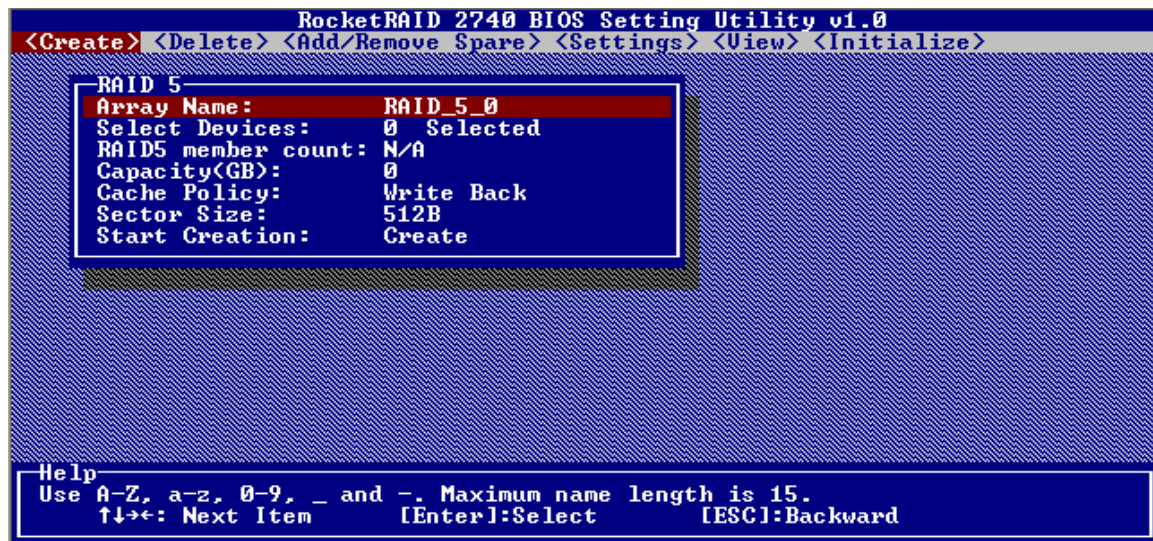 RocketRAID 2740 BIOS Setting Utility v1.0
<Create> <Delete> <Add/Remove Spare> <Settings> <View> <Initialize>
RAID 5
Array Name: RAID_5_0
Select Devices: 0 Selected
RAID5 member count: N/A
Capacity(GB): 0
Cache Policy: Write Back
Sector Size: 512B
Start Creation: Create
Help
Use A-Z, a-z, 0-9, _ and -. Maximum name length is 15.
↑↓→←: Next Item [Enter]:Select [ESC]:Backward